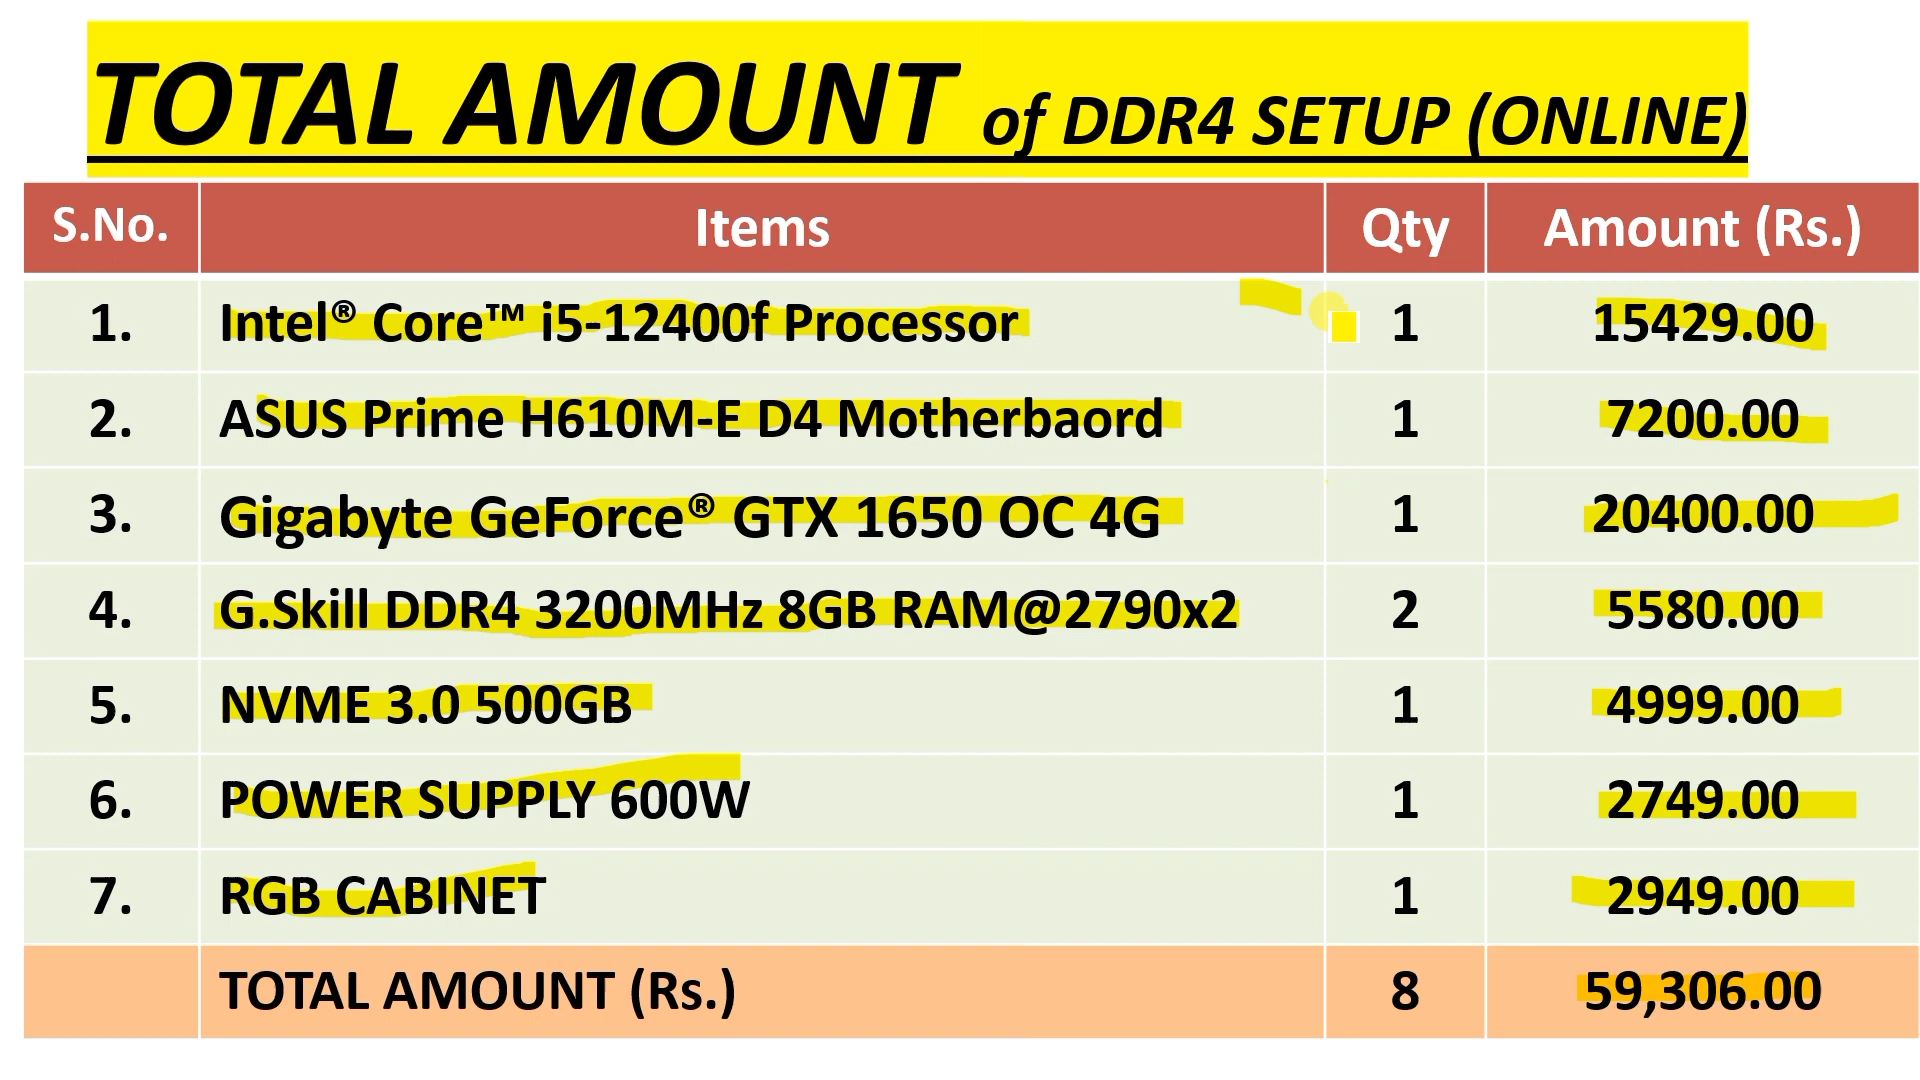 TOTAL AMOUNT of DDR4 SETUP (ONLINE)
S.No. Items Qty Amount (Rs.)
1. Intel® Core™ i5-12400f Processor 1 15429.00
2. ASUS Prime H610M-E D4 Motherbaord 1 7200.00
3. Gigabyte GeForce® GTX 1650 OC 4G 1 20400.00
4. G.Skill DDR4 3200MHz 8GB RAM@2790x2 2 5580.00
5. NVME 3.0 500GB 1 4999.00
6. POWER SUPPLY 600W 1 2749.00
7. RGB CABINET 1 2949.00
TOTAL AMOUNT (Rs.) 8 59,306.00